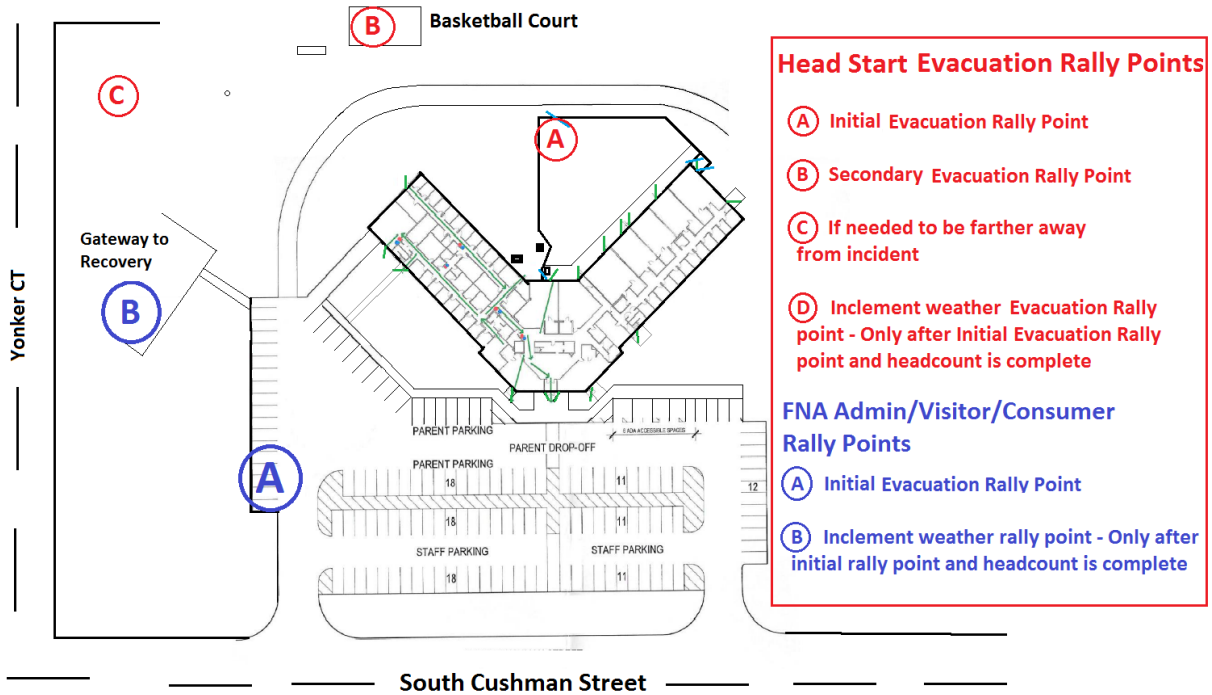 B
Basketball Court
C
A
Gateway to
Recovery
B
Yonker CT
A
PARENT PARKING
6 ADA ACCESSIBLE SPACES
PARENT DROP-OFF
PARENT PARKING
18
11
12
18
11
STAFF PARKING
STAFF PARKING
18
11
South Cushman Street
Head Start Evacuation Rally Points
A Initial Evacuation Rally Point
B Secondary Evacuation Rally Point
C If needed to be farther away
from incident
D Inclement weather Evacuation Rally
point - Only after Initial Evacuation Rally
point and headcount is complete
FNA Admin/Visitor/Consumer
Rally Points
A Initial Evacuation Rally Point
B Inclement weather rally point - Only after
initial rally point and headcount is complete